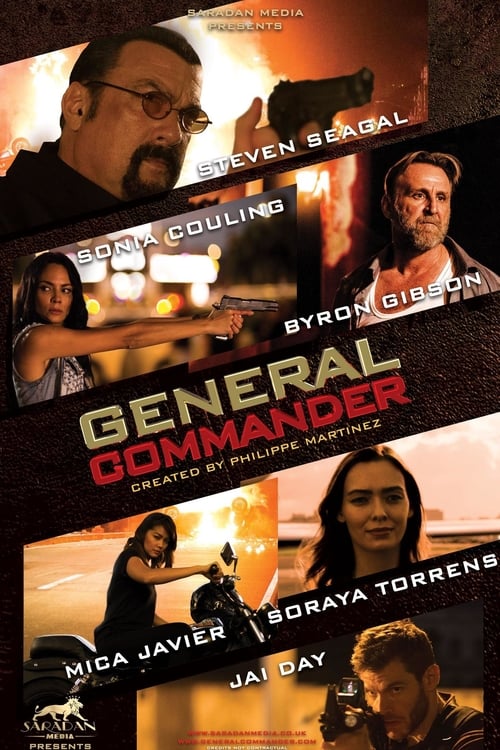 SARADAN MEDIA
PRESENTS
STEVEN SEAGAL
SONIA COULING
BYRON GIBSON
GENERAL
COMMANDER
CREATED BY PHILIPPE MARTINEZ
SORAYA TORRENS
MICA JAVIER
JAI DAY
SARADAN
MEDIA
PRESENTS
WWW.SARADANMEDIA.CO.UK
WWW.GENERALCOMMANDER.COM
CREDITS NOT CONTRACTUAL